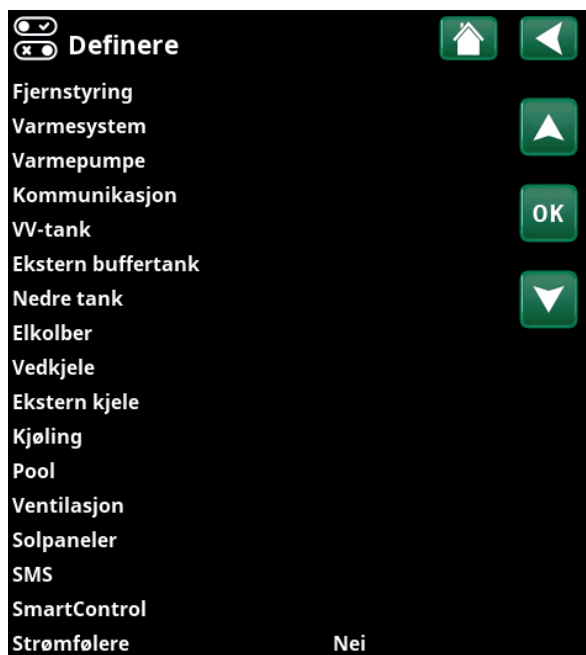 Definere
Fjernstyring
Varmesystem
Varmepumpe
Kommunikasjon
OK
VV-tank
Ekstern buffertank
Nedre tank
Elkolber
Vedkjele
Ekstern kjele
Kjøling
Pool
Ventilasjon
Solpaneler
SMS
SmartControl
Strømfølere Nei